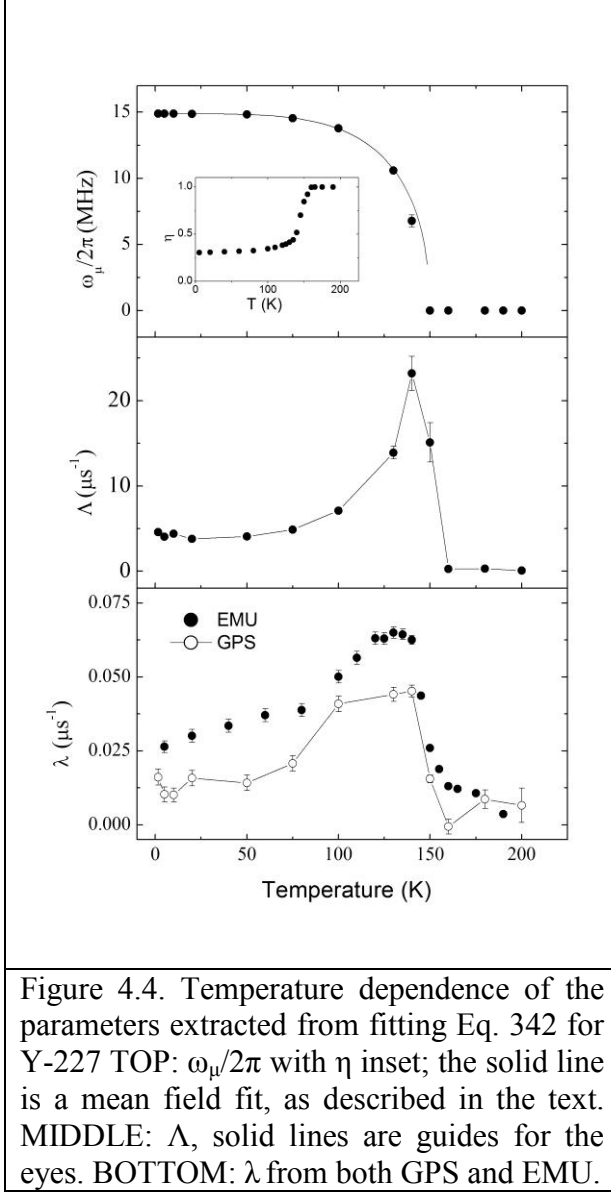 15
10
5
0
ω_μ/2π (MHz)
1.0
0.5
0.0
η
0
100
200
T (K)
20
10
0
Λ (μs⁻¹)
0.075
0.050
0.025
0.000
λ (μs⁻¹)
EMU
GPS
0
50
100
150
200
Temperature (K)
Figure 4.4. Temperature dependence of the
parameters extracted from fitting Eq. 342 for
Y-227 TOP: ω_μ/2π with η inset; the solid line
is a mean field fit, as described in the text.
MIDDLE: Λ, solid lines are guides for the
eyes. BOTTOM: λ from both GPS and EMU.